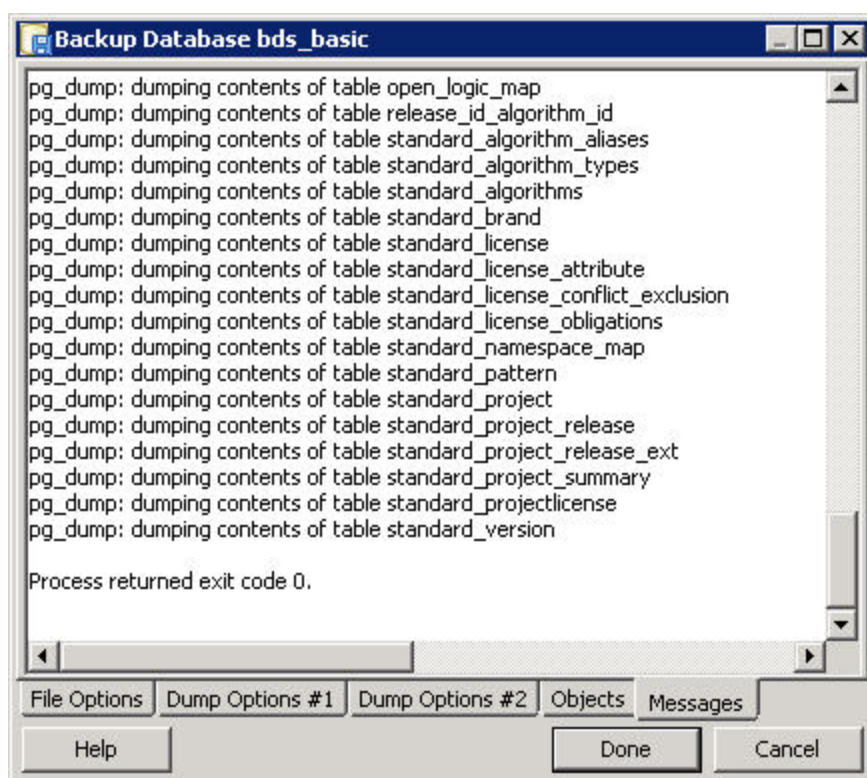 Backup Database bds_basic
pg_dump: dumping contents of table open_logic_map
pg_dump: dumping contents of table release_id_algorithm_id
pg_dump: dumping contents of table standard_algorithm_aliases
pg_dump: dumping contents of table standard_algorithm_types
pg_dump: dumping contents of table standard_algorithms
pg_dump: dumping contents of table standard_brand
pg_dump: dumping contents of table standard_license
pg_dump: dumping contents of table standard_license_attribute
pg_dump: dumping contents of table standard_license_conflict_exclusion
pg_dump: dumping contents of table standard_license_obligations
pg_dump: dumping contents of table standard_namespace_map
pg_dump: dumping contents of table standard_pattern
pg_dump: dumping contents of table standard_project
pg_dump: dumping contents of table standard_project_release
pg_dump: dumping contents of table standard_project_release_ext
pg_dump: dumping contents of table standard_project_summary
pg_dump: dumping contents of table standard_projectlicense
pg_dump: dumping contents of table standard_version
Process returned exit code 0.
File Options Dump Options #1 Dump Options #2 Objects Messages
Help Done Cancel